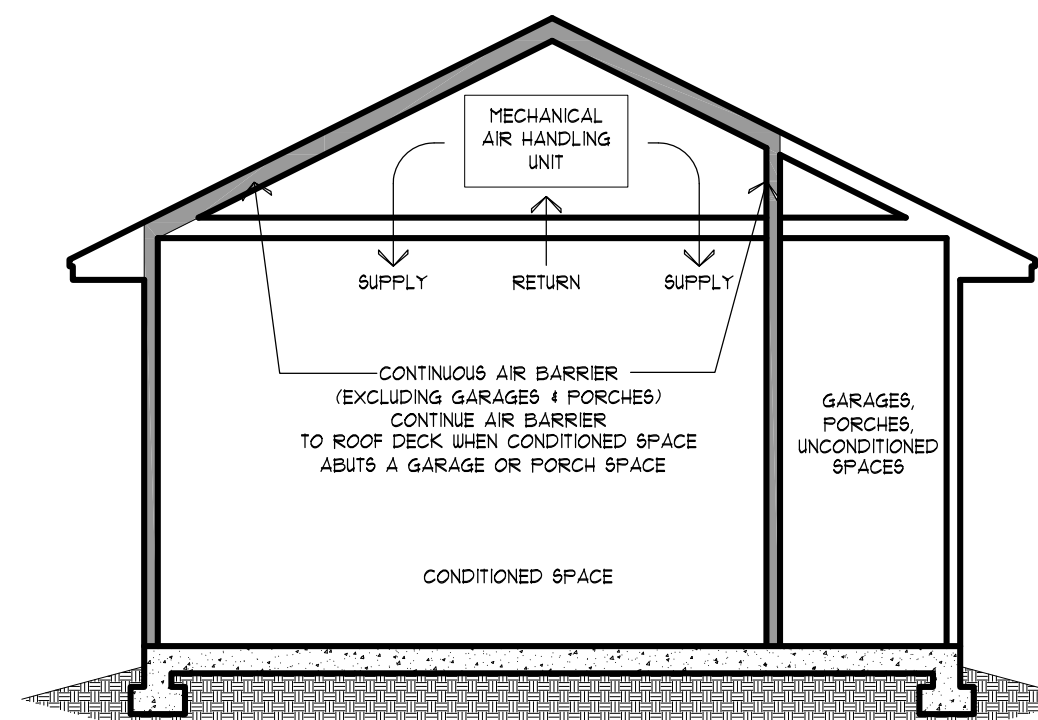 MECHANICAL
AIR HANDLING
UNIT
SUPPLY
RETURN
SUPPLY
CONTINUOUS AIR BARRIER
(EXCLUDING GARAGES & PORCHES)
CONTINUE AIR BARRIER
TO ROOF DECK WHEN CONDITIONED SPACE
ABUTS A GARAGE OR PORCH SPACE
GARAGES,
PORCHES,
UNCONDITIONED
SPACES
CONDITIONED SPACE